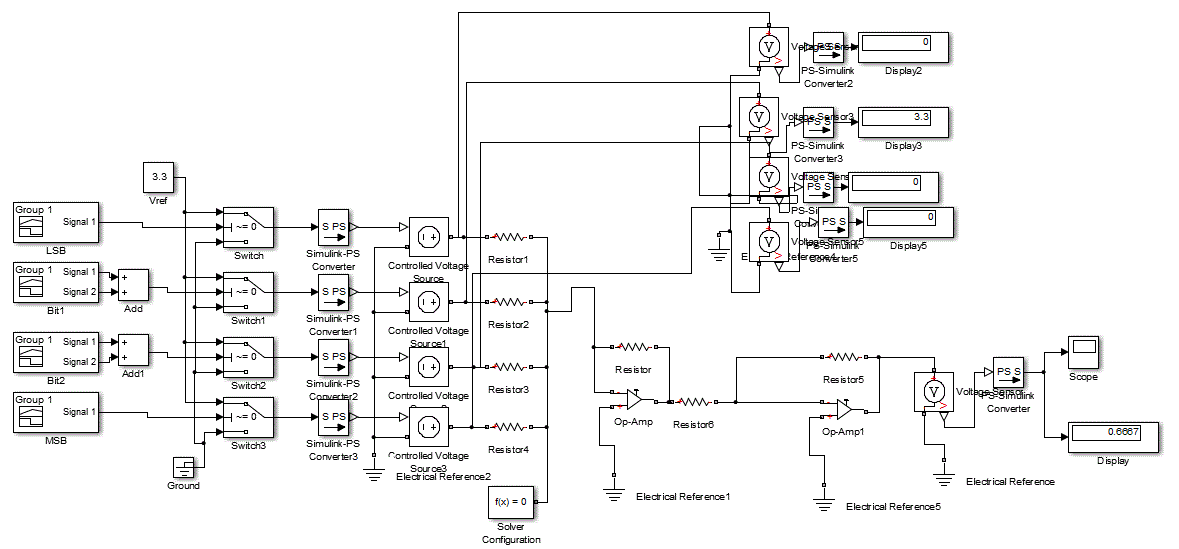 Voltage Sens
PS S
0
Display2
PS-Simulink
Converter2
Voltage Sensor3
PS S
3.3
Display3
PS-Simulink
Converter3
3.3
Vref
Voltage Sens
PS S
0
PS-Si
Voltage Sensor5
PS S
0
Display5
PS-Simulink
Converter5
Group 1
Signal 1
LSB
~= 0
Switch
S PS
Simulink-PS
Converter
Controlled Voltage
Source
Resistor1
Group 1
Signal 1
Signal 2
Bit1
+
+
Add
~= 0
Switch1
S PS
Simulink-PS
Converter1
Controlled Voltage
Source1
Resistor2
Group 1
Signal 1
Signal 2
Bit2
+
+
Add1
~= 0
Switch2
S PS
Simulink-PS
Converter2
Controlled Voltage
Resistor3
Group 1
Signal 1
MSB
~= 0
Switch3
S PS
Simulink-PS
Converter3
Controlled Voltage
Source3
Resistor4
Ground
Electrical Reference2
f(x) = 0
Solver
Configuration
Resistor
Op-Amp
Resistor6
Electrical Reference1
Resistor5
Op-Amp1
Electrical Reference5
V
V
V
V
V
Voltage Sensor
Electrical Reference
PS S
PS-Simulink
Converter
Scope
0.6667
Display